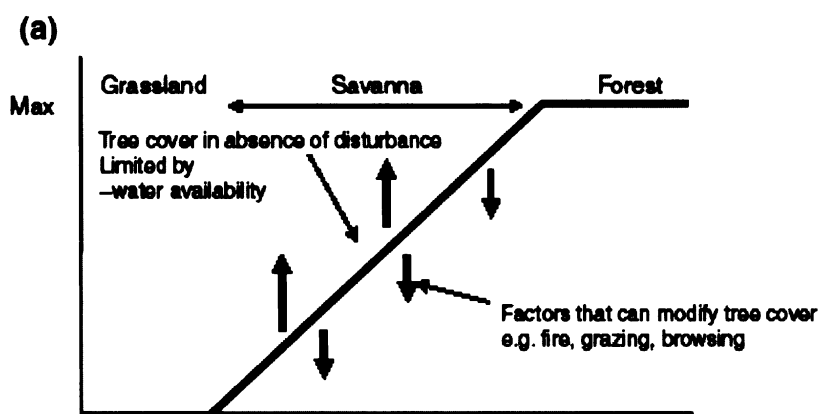 (a)
Grassland Savanna Forest
Max
Tree cover in absence of disturbance
Limited by
–water availability
Factors that can modify tree cover
e.g. fire, grazing, browsing